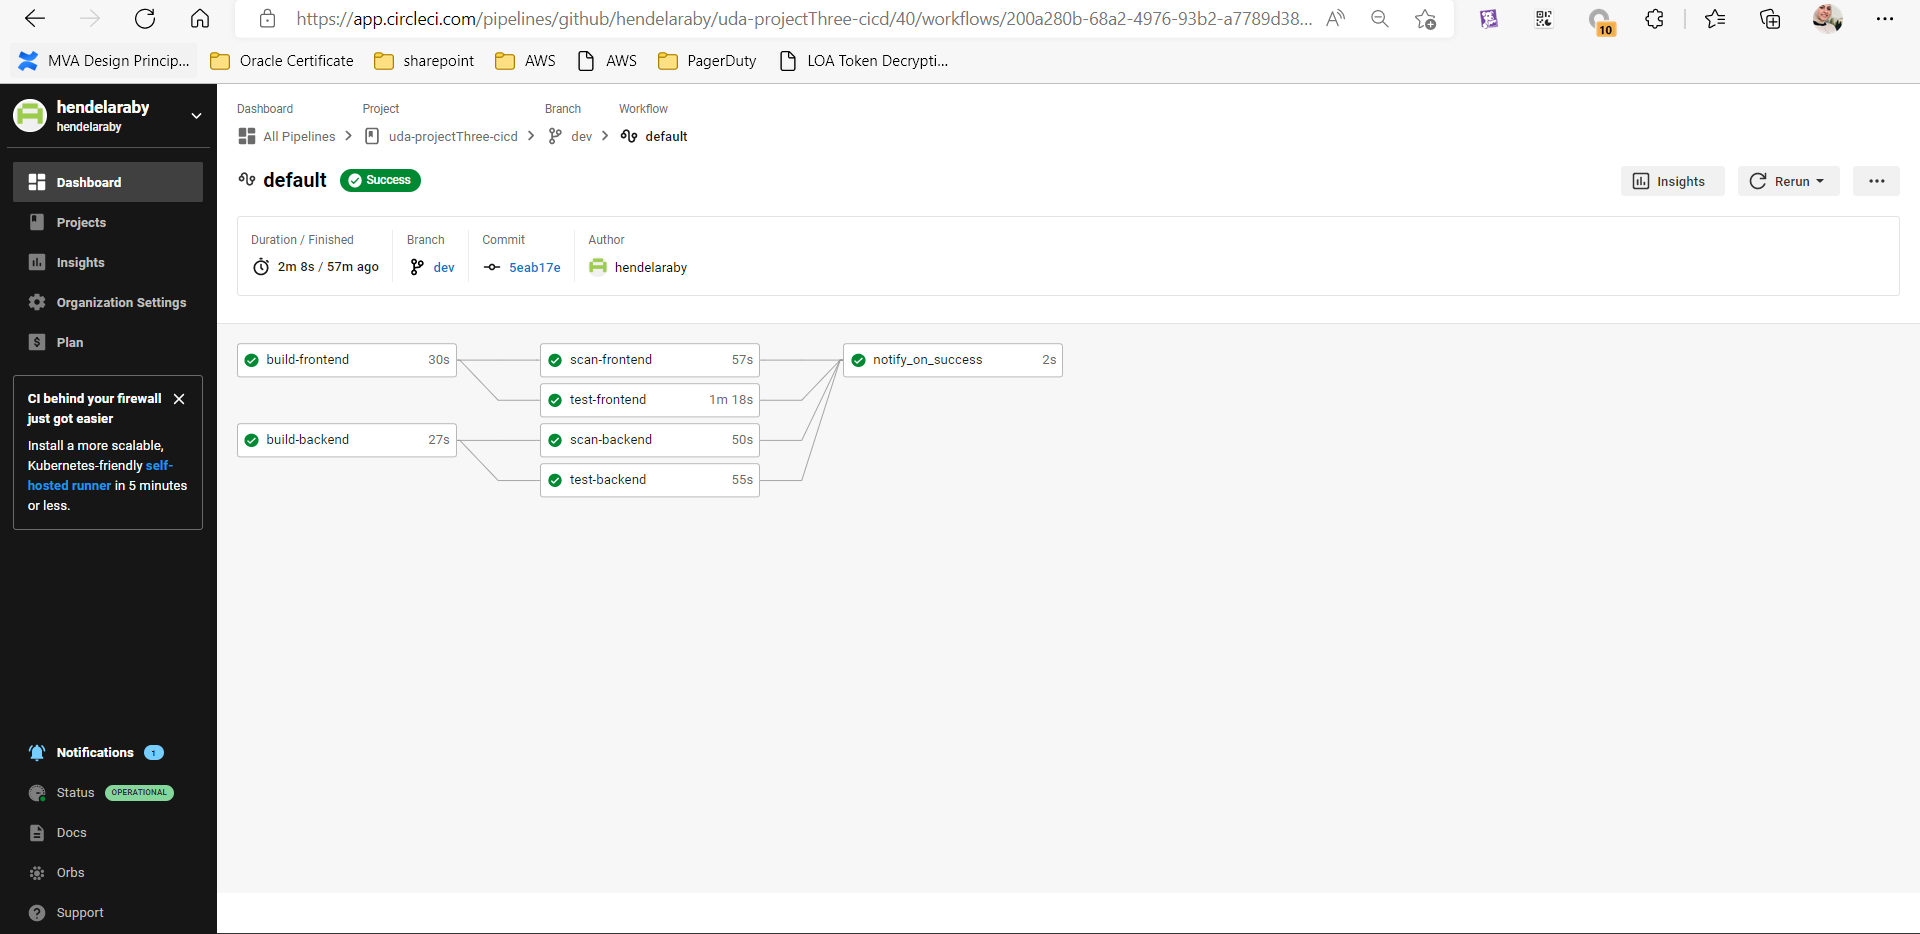 https://app.circleci.com/pipelines/github/hendelaraby/uda-projectThree-cicd/40/workflows/200a280b-68a2-4976-93b2-a7789d38...
10
MVA Design Princip...
Oracle Certificate
sharepoint
AWS
AWS
PagerDuty
LOA Token Decrypti...
hendelaraby
hendelaraby
Dashboard
Projects
Insights
Organization Settings
Plan
CI behind your firewall
just got easier
Install a more scalable,
Kubernetes-friendly self-
hosted runner in 5 minutes
or less.
Notifications 1
Status OPERATIONAL
Docs
Orbs
Support
Dashboard Project Branch Workflow
All Pipelines uda-projectThree-cicd dev default
default Success
Insights Rerun
Duration / Finished Branch Commit Author
2m 8s / 57m ago dev 5eab17e hendelaraby
build-frontend 30s
scan-frontend 57s
notify_on_success 2s
test-frontend 1m 18s
build-backend 27s
scan-backend 50s
test-backend 55s